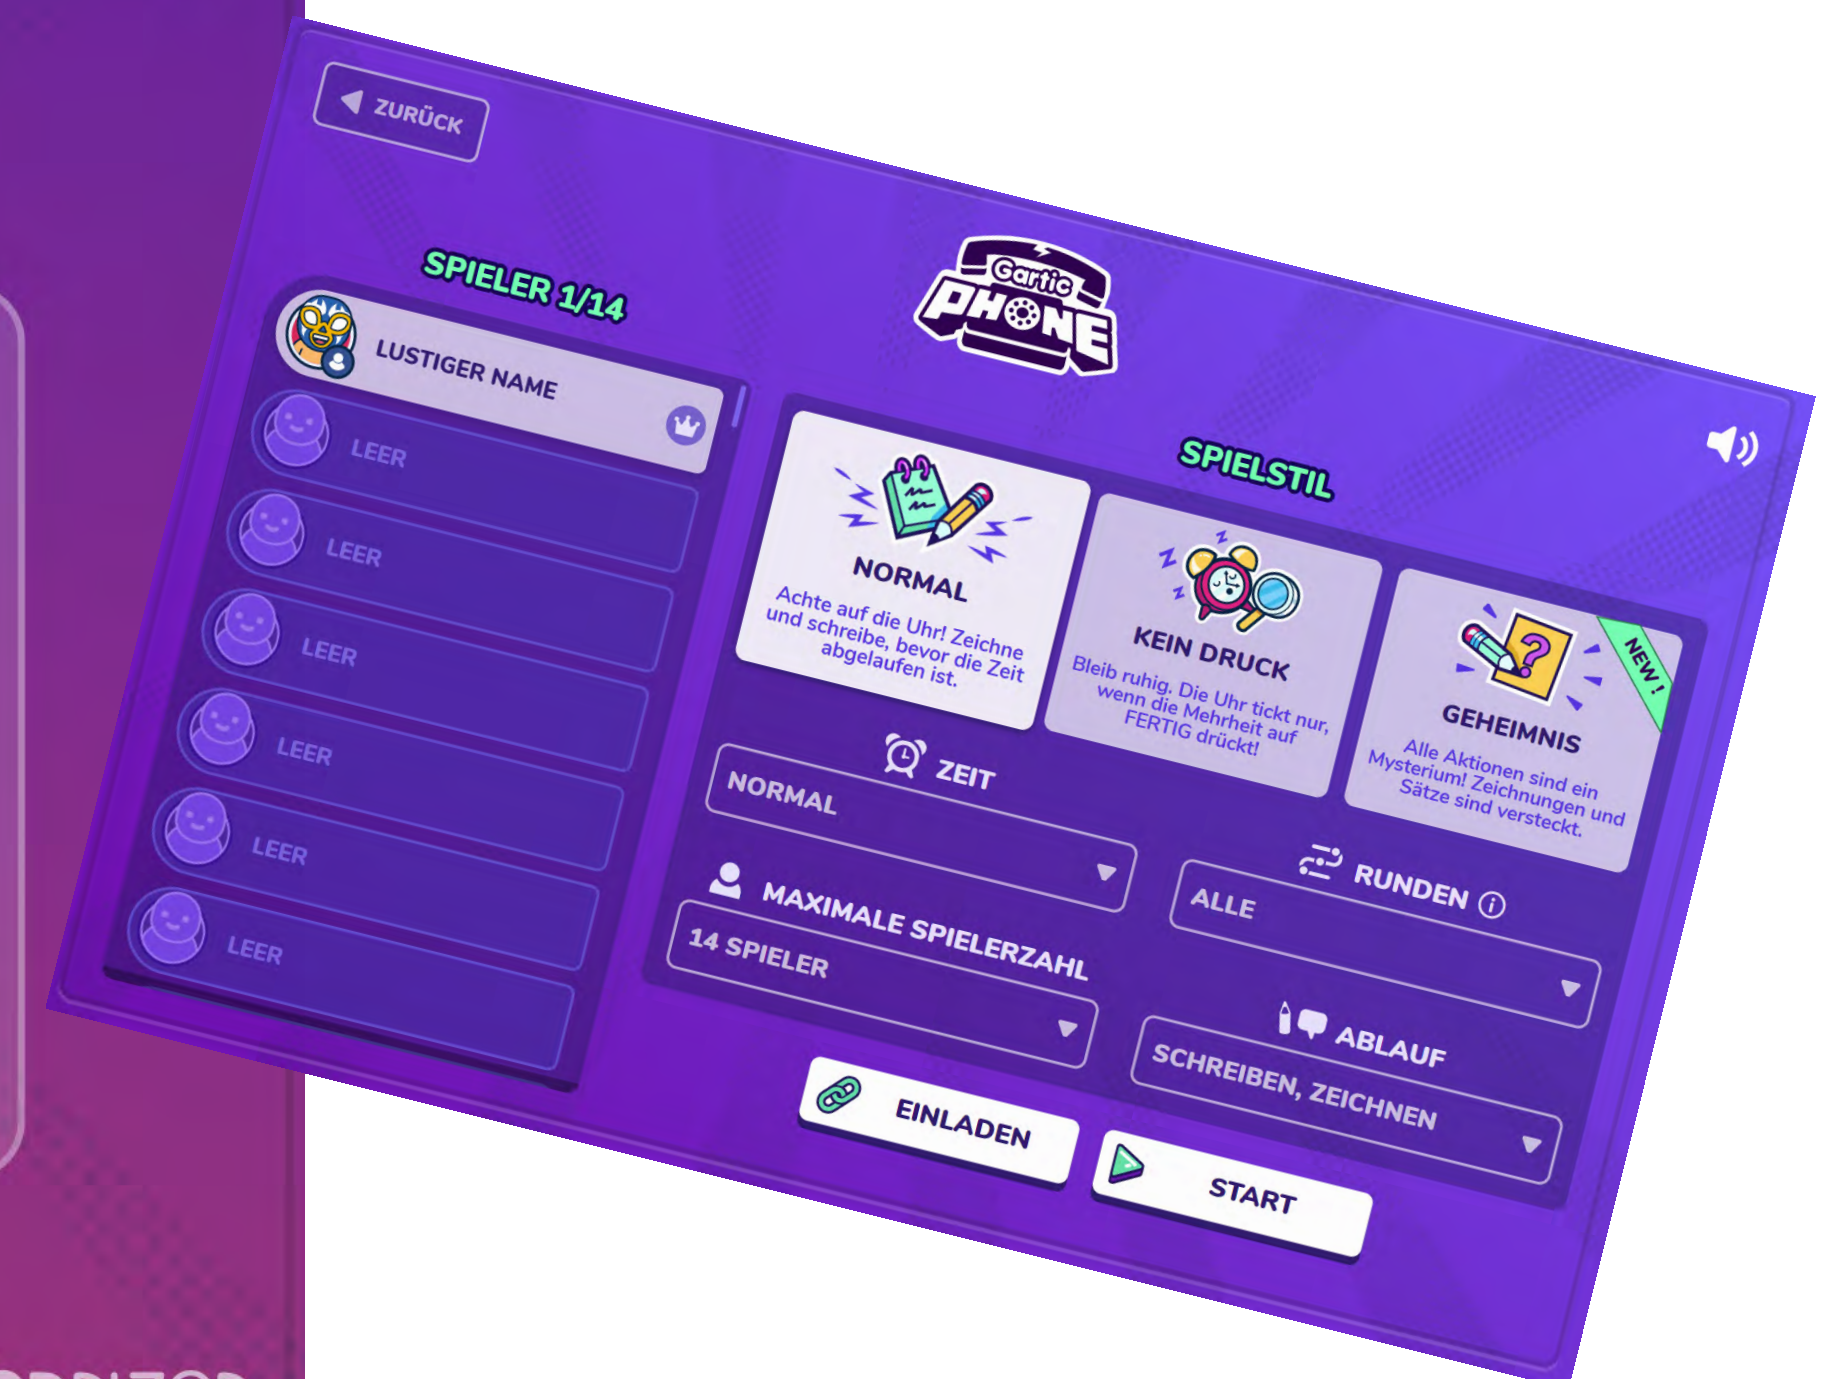 ZURÜCK
Gartic
PHONE
SPIELER 1/14
LUSTIGER NAME
LEER
LEER
LEER
LEER
LEER
LEER
SPIELSTIL
NORMAL
Achte auf die Uhr! Zeichne
und schreibe, bevor die Zeit
abgelaufen ist.
KEIN DRUCK
Bleib ruhig. Die Uhr tickt nur,
wenn die Mehrheit auf
FERTIG drückt!
NEW!
GEHEIMNIS
Alle Aktionen sind ein
Mysterium! Zeichnungen und
Sätze sind versteckt.
ZEIT
NORMAL
RUNDEN
ALLE
MAXIMALE SPIELERZAHL
14 SPIELER
ABLAUF
SCHREIBEN, ZEICHNEN
EINLADEN
START